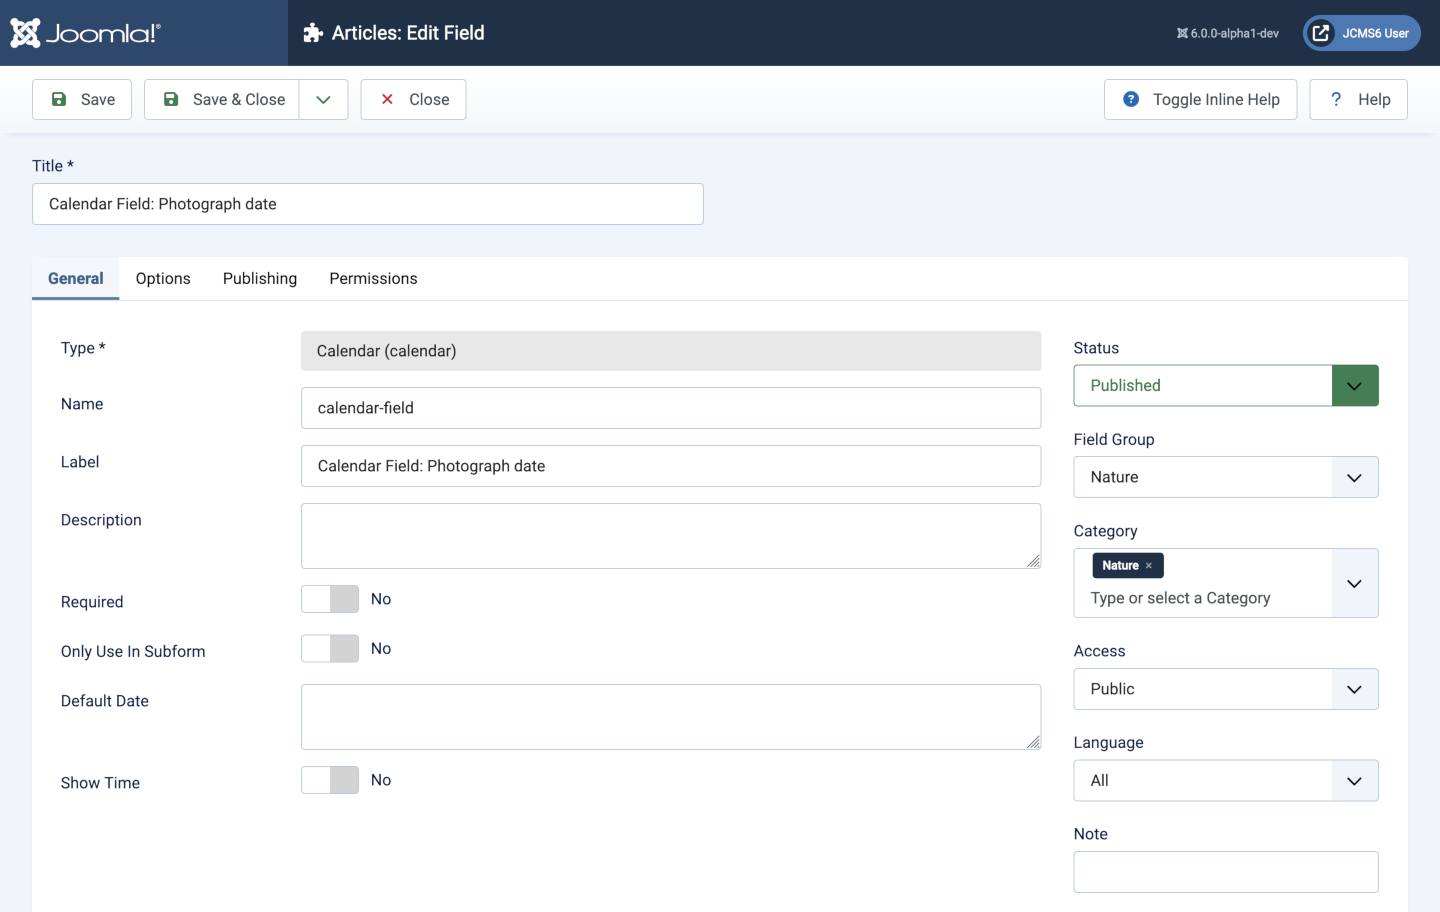 Joomla!®
Articles: Edit Field
6.0.0-alpha1-dev
JCMS6 User
Save
Save & Close
Close
Toggle Inline Help
? Help
Title *
Calendar Field: Photograph date
General
Options
Publishing
Permissions
Type *
Calendar (calendar)
Name
calendar-field
Label
Calendar Field: Photograph date
Description
Required
No
Only Use In Subform
No
Default Date
Show Time
No
Status
Published
Field Group
Nature
Category
Nature ×
Type or select a Category
Access
Public
Language
All
Note